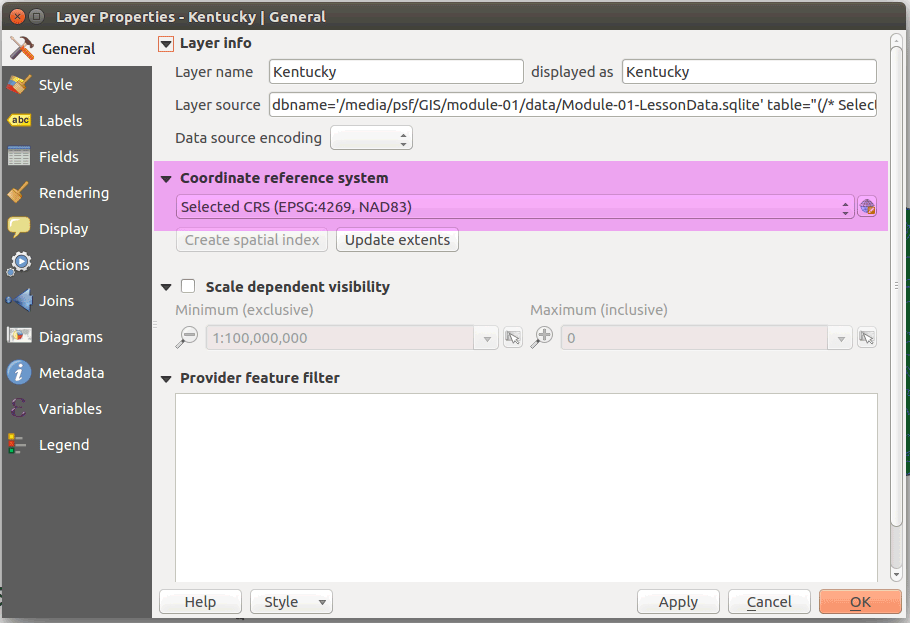 Layer Properties - Kentucky | General
General
Style
abc Labels
Fields
Rendering
Display
Actions
Joins
Diagrams
Metadata
Variables
Legend
Layer info
Layer name Kentucky displayed as Kentucky
Layer source dbname='/media/psf/GIS/module-01/data/Module-01-LessonData.sqlite' table="(/* Select
Data source encoding
Coordinate reference system
Selected CRS (EPSG:4269, NAD83)
Create spatial index Update extents
Scale dependent visibility
Minimum (exclusive) Maximum (inclusive)
1:100,000,000 0
Provider feature filter
Help Style Apply Cancel OK